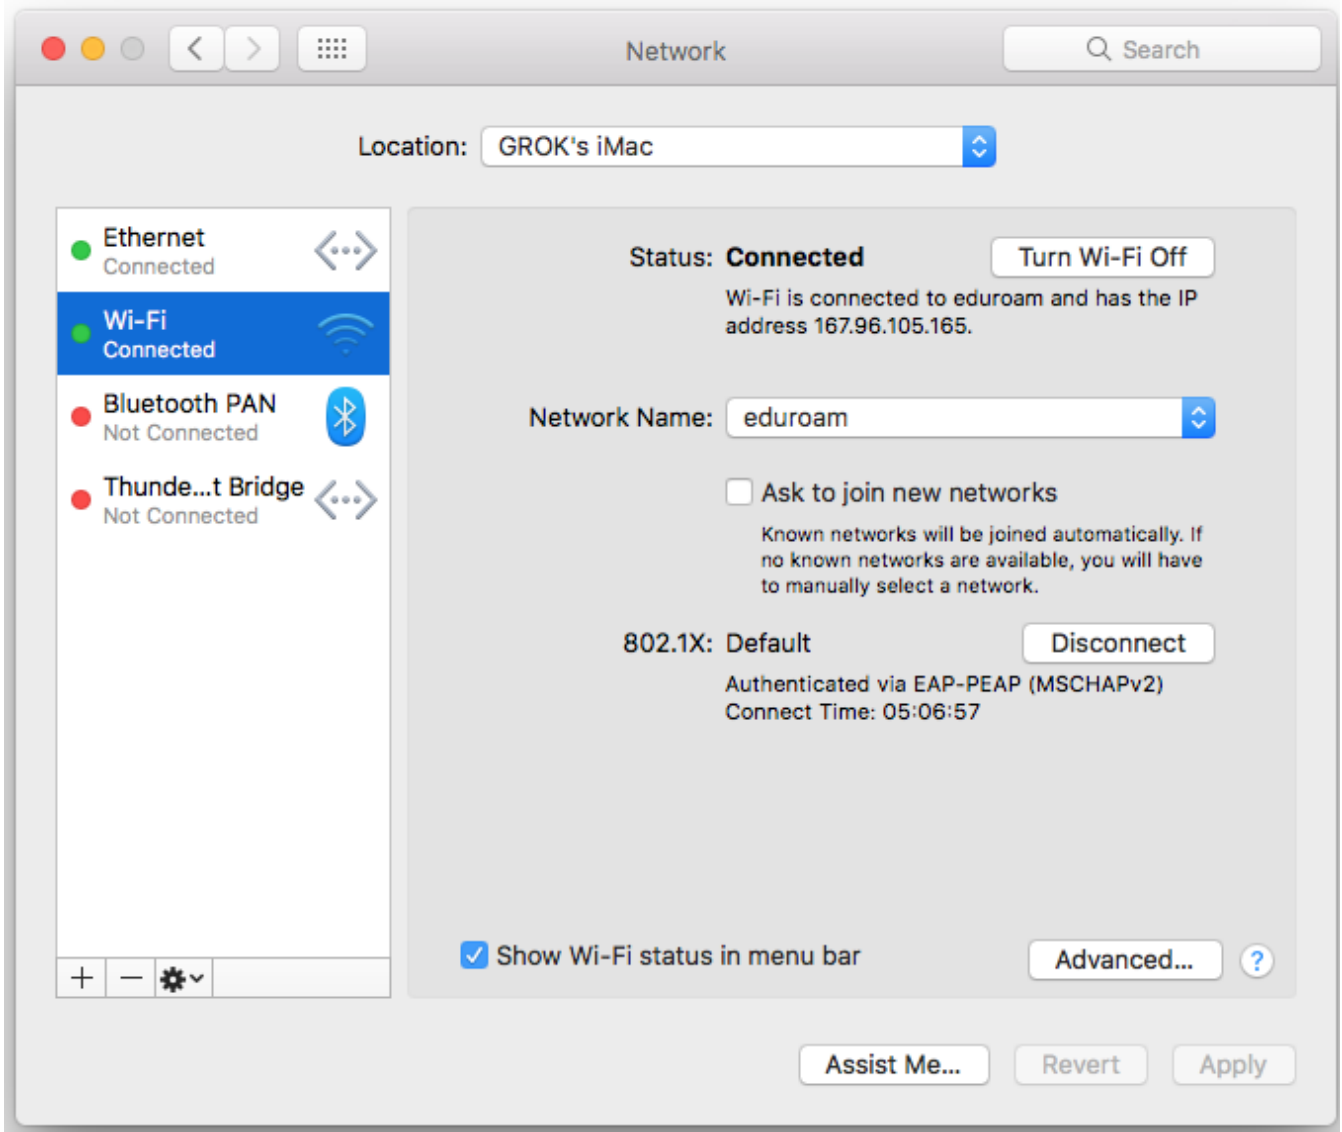 Network
Search
Location: GROK's iMac
Ethernet
Connected
Wi-Fi
Connected
Bluetooth PAN
Not Connected
Thunde...t Bridge
Not Connected
Status: Connected
Turn Wi-Fi Off
Wi-Fi is connected to eduroam and has the IP
address 167.96.105.165.
Network Name: eduroam
Ask to join new networks
Known networks will be joined automatically. If
no known networks are available, you will have
to manually select a network.
802.1X: Default
Disconnect
Authenticated via EAP-PEAP (MSCHAPv2)
Connect Time: 05:06:57
Show Wi-Fi status in menu bar
Advanced...
?
Assist Me...
Revert
Apply